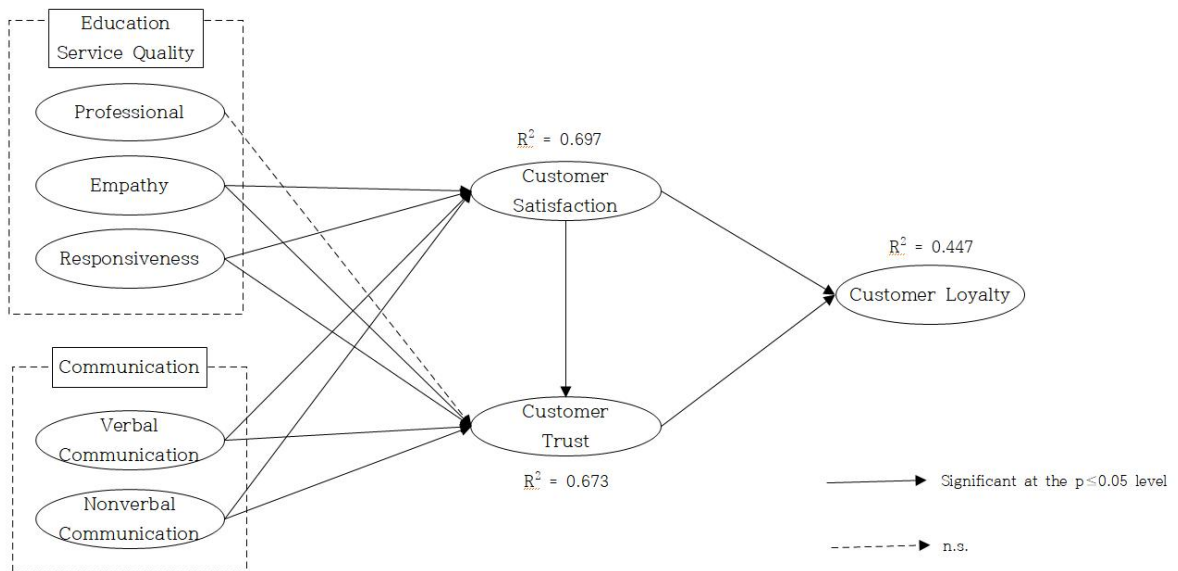 Education
Service Quality
Professional
Empathy
Responsiveness
Communication
Verbal
Communication
Nonverbal
Communication
R² = 0.697
Customer
Satisfaction
Customer
Trust
R² = 0.673
R² = 0.447
Customer Loyalty
Significant at the p≤0.05 level
n.s.